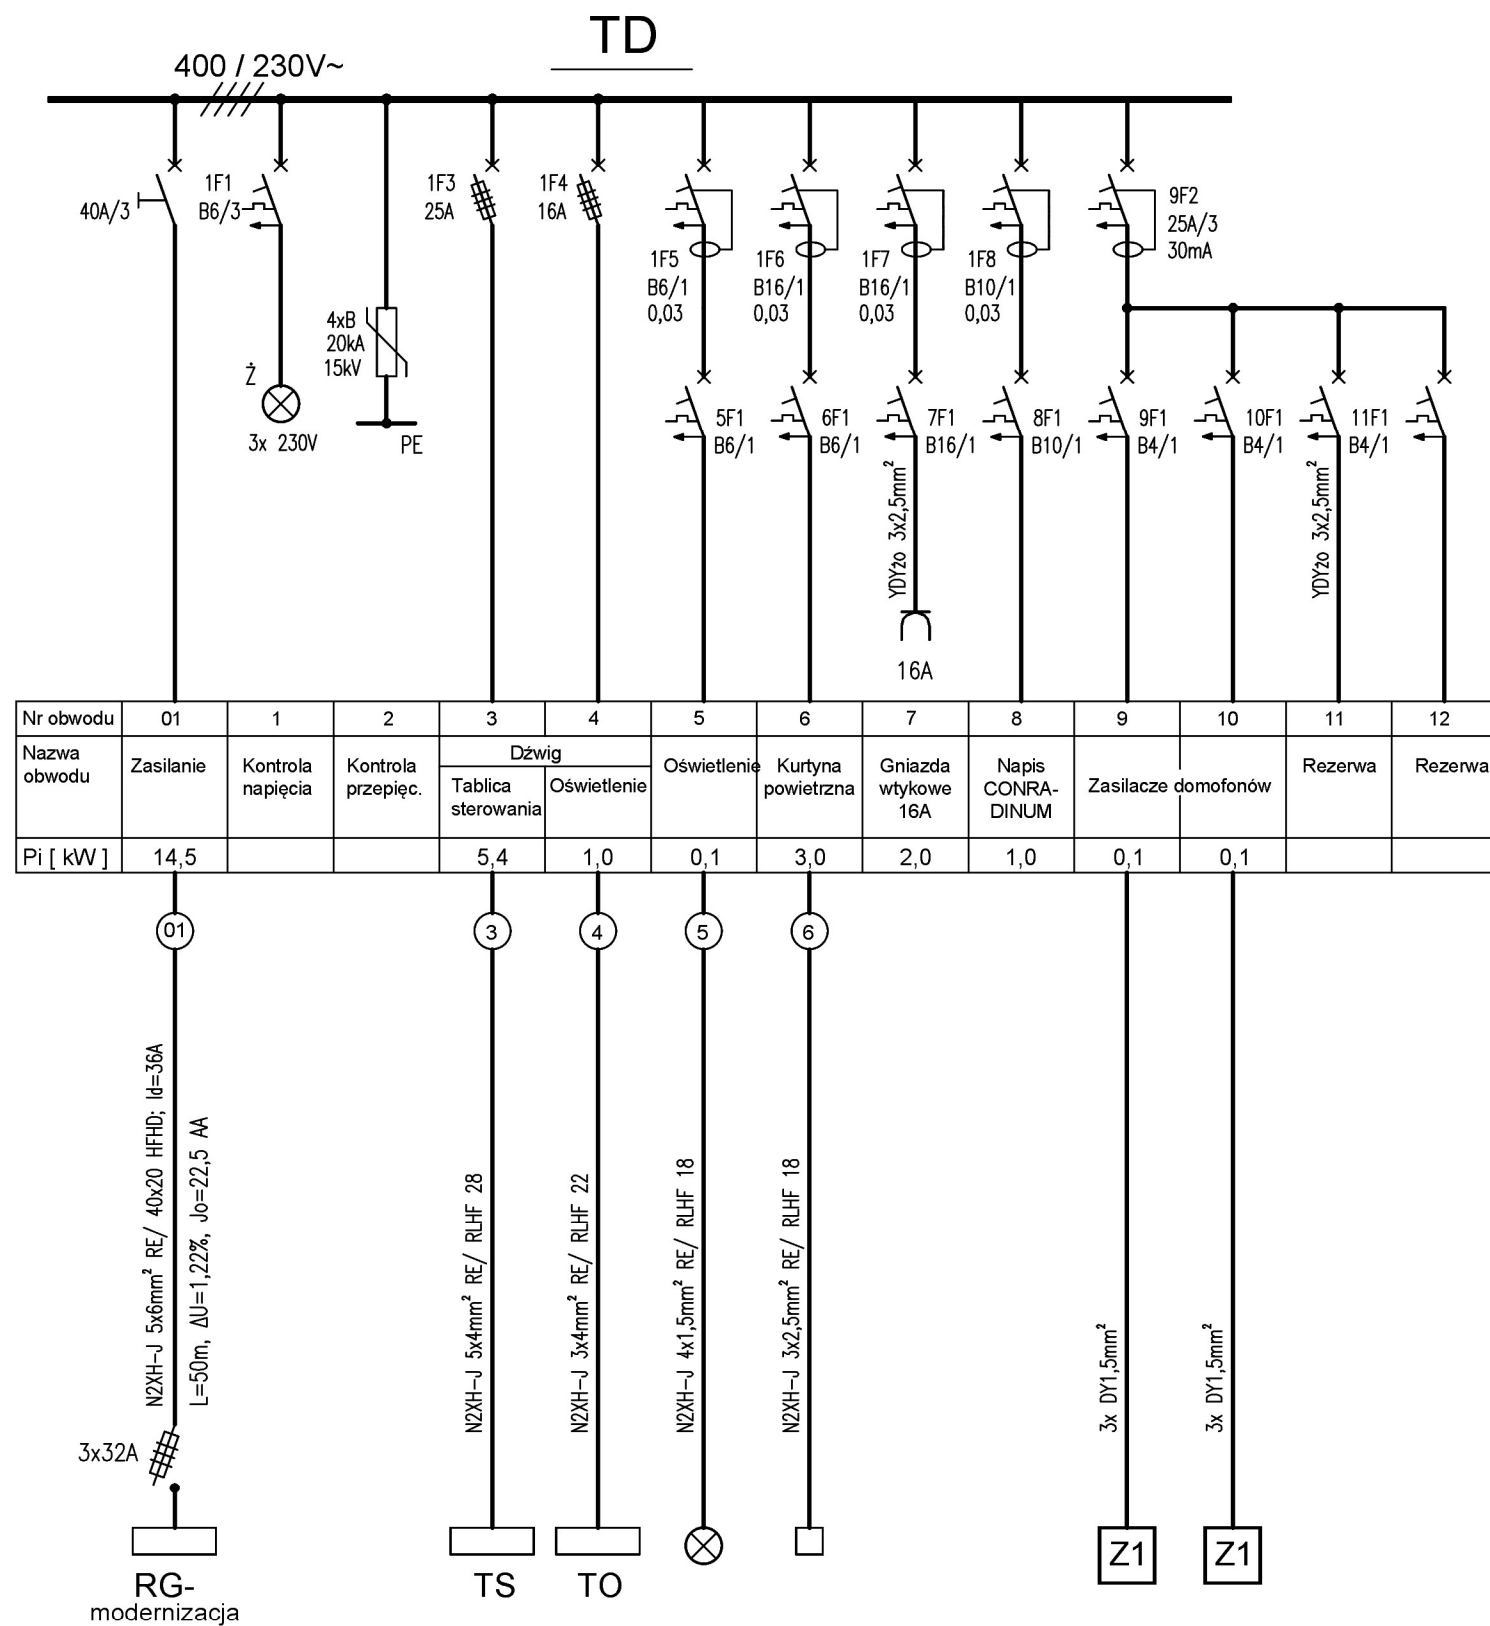 TD
400 / 230V~
40A/3
1F1
B6/3
Ż
3x 230V
4xB
20kA
15kV
PE
1F3
25A
1F4
16A
1F5
B6/1
0,03
1F6
B16/1
0,03
1F7
B16/1
0,03
1F8
B10/1
0,03
9F2
25A/3
30mA
5F1
B6/1
6F1
B6/1
7F1
B16/1
8F1
B10/1
9F1
B4/1
10F1
B4/1
11F1
B4/1
YDYżo 3x2,5mm²
16A
YDYżo 3x2,5mm²
Nr obwodu 01 1 2 3 4 5 6 7 8 9 10 11 12
Nazwa
obwodu
Zasilanie
Kontrola
napięcia
Kontrola
przepięc.
Dźwig
Tablica
sterowania
Oświetlenie
Oświetlenie
Kurtyna
powietrzna
Gniazda
wtykowe
16A
Napis
CONRA-
DINUM
Zasilacze domofonów
Rezerwa
Rezerwa
Pi [ kW ] 14,5 5,4 1,0 0,1 3,0 2,0 1,0 0,1 0,1
01
3
4
5
6
N2XH-J 5x6mm² RE/ 40x20 HFHD; Id=36A
L=50m, ΔU=1,22%, Jo=22,5 AA
N2XH-J 5x4mm² RE/ RLHF 28
N2XH-J 3x4mm² RE/ RLHF 22
N2XH-J 4x1,5mm² RE/ RLHF 18
N2XH-J 3x2,5mm² RE/ RLHF 18
3x DY1,5mm²
3x DY1,5mm²
3x32A
RG-
modernizacja
TS
TO
Z1
Z1